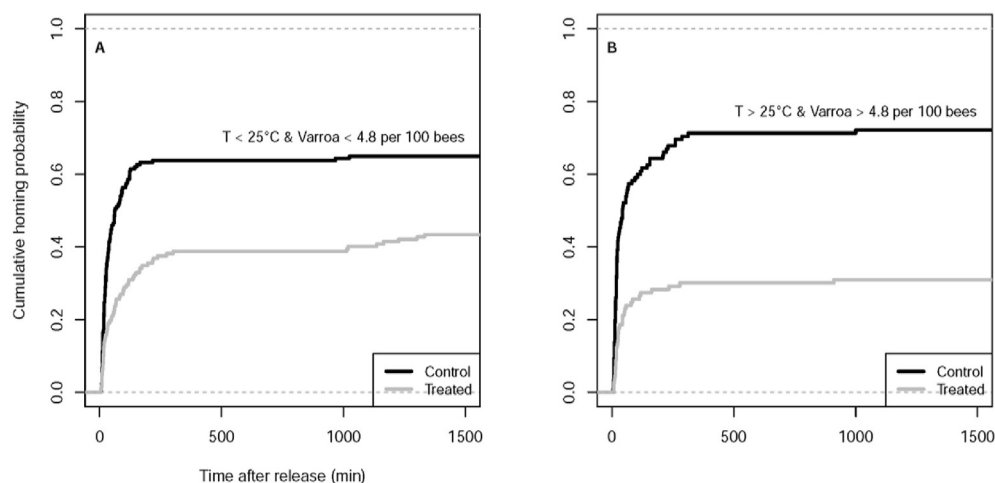 A
T < 25°C & Varroa < 4.8 per 100 bees
Cumulative homing probability
0.0
0.2
0.4
0.6
0.8
1.0
Control
Treated
0
500
1000
1500
Time after release (min)
B
T > 25°C & Varroa > 4.8 per 100 bees
0.0
0.2
0.4
0.6
0.8
1.0
Control
Treated
0
500
1000
1500